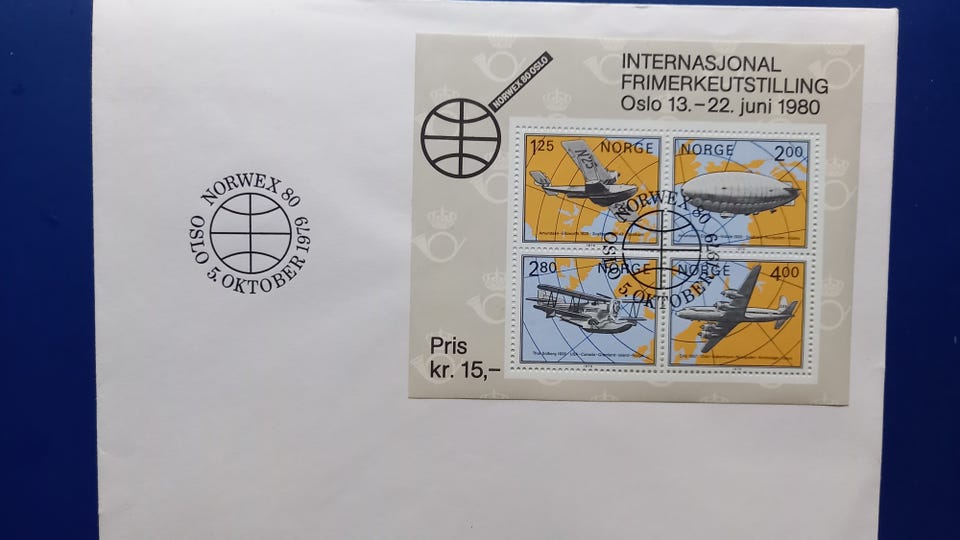 NORWEX 80 OSLO
INTERNASJONAL
FRIMERKEUTSTILLING
Oslo 13.–22. juni 1980
1.25 NORGE
N25
NORGE 2.00
NORWEX 80
OSLO 5. OKTOBER 1979
NORWEX 80
OSLO 5. OKTOBER 1979
2.80 NORGE
NORGE 4.00
1979
1979
Pris
kr. 15,–